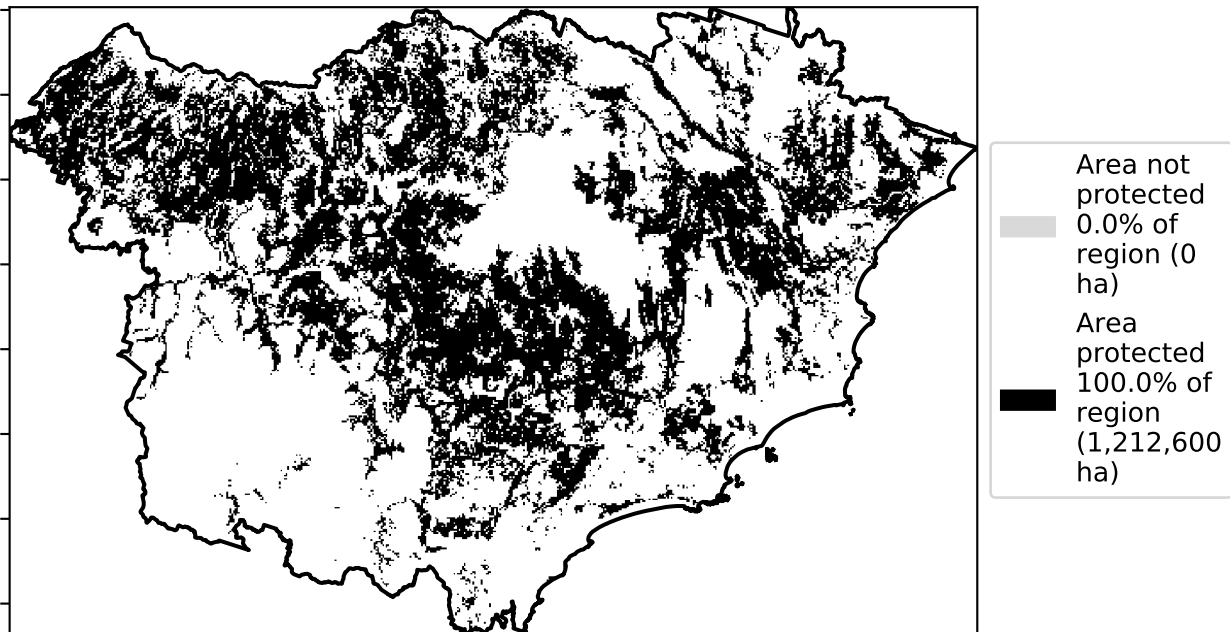 Area not
protected
0.0% of
region (0
ha)
Area
protected
100.0% of
region
(1,212,600
ha)